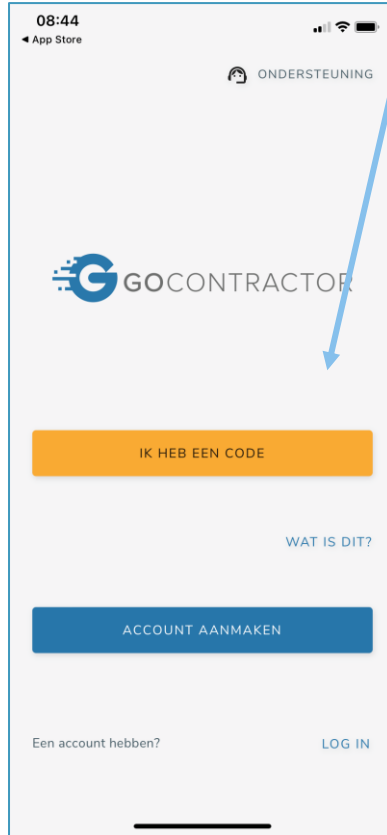 08:44
◀ App Store
ONDERSTEUNING
GOCONTRACTOR
IK HEB EEN CODE
WAT IS DIT?
ACCOUNT AANMAKEN
Een account hebben?
LOG IN